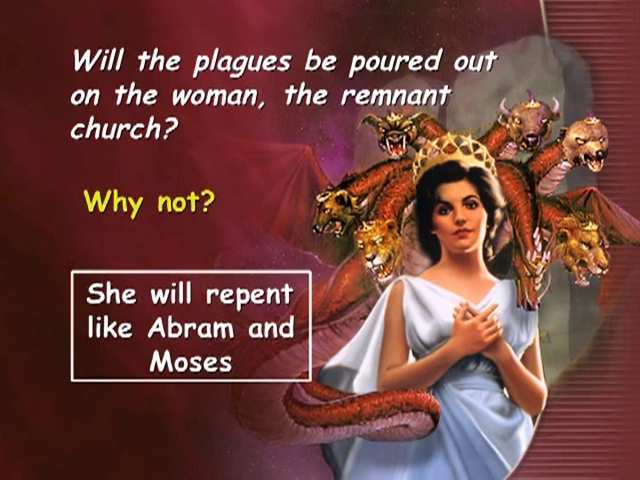 Will the plagues be poured out
on the woman, the remnant
church?
Why not?
She will repent
like Abram and
Moses